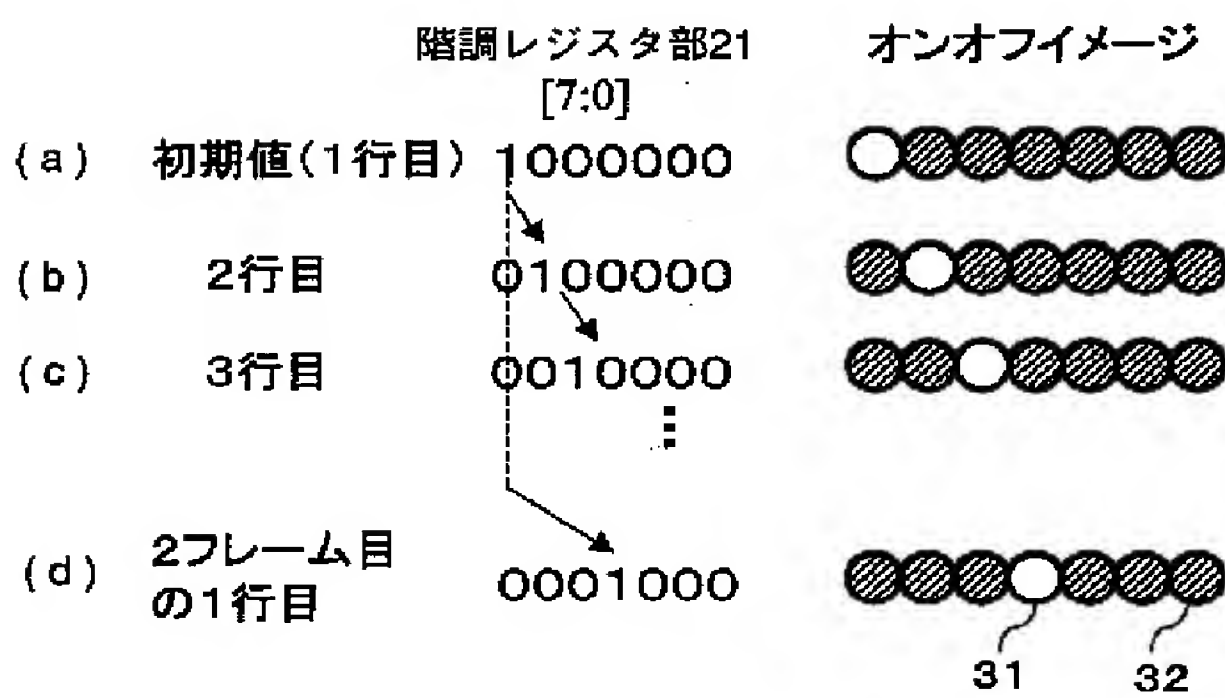 階調レジスタ部21 オンオフイメージ
[7:0]
(a) 初期値(1行目) 1000000
(b) 2行目 0100000
(c) 3行目 0010000
(d) 2フレーム目 0001000
の1行目
31 32